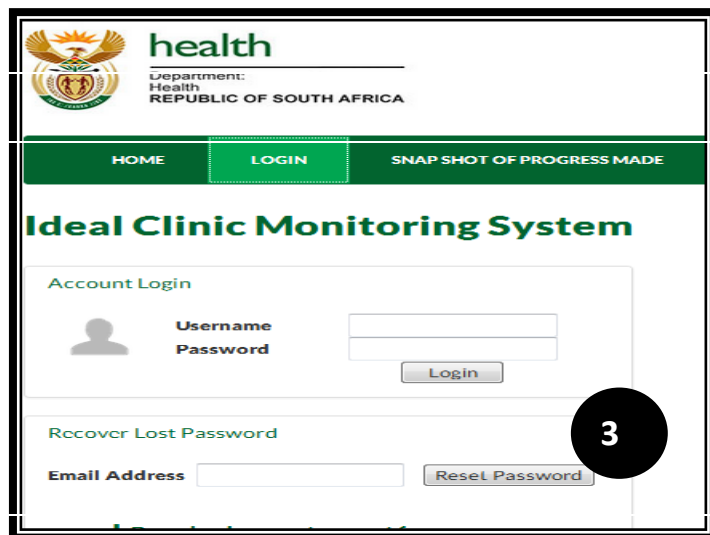 health
Department:
Health
REPUBLIC OF SOUTH AFRICA
HOME LOGIN SNAP SHOT OF PROGRESS MADE
Ideal Clinic Monitoring System
Account Login
Username
Password
Login
Recover Lost Password
3
Email Address Reset Password